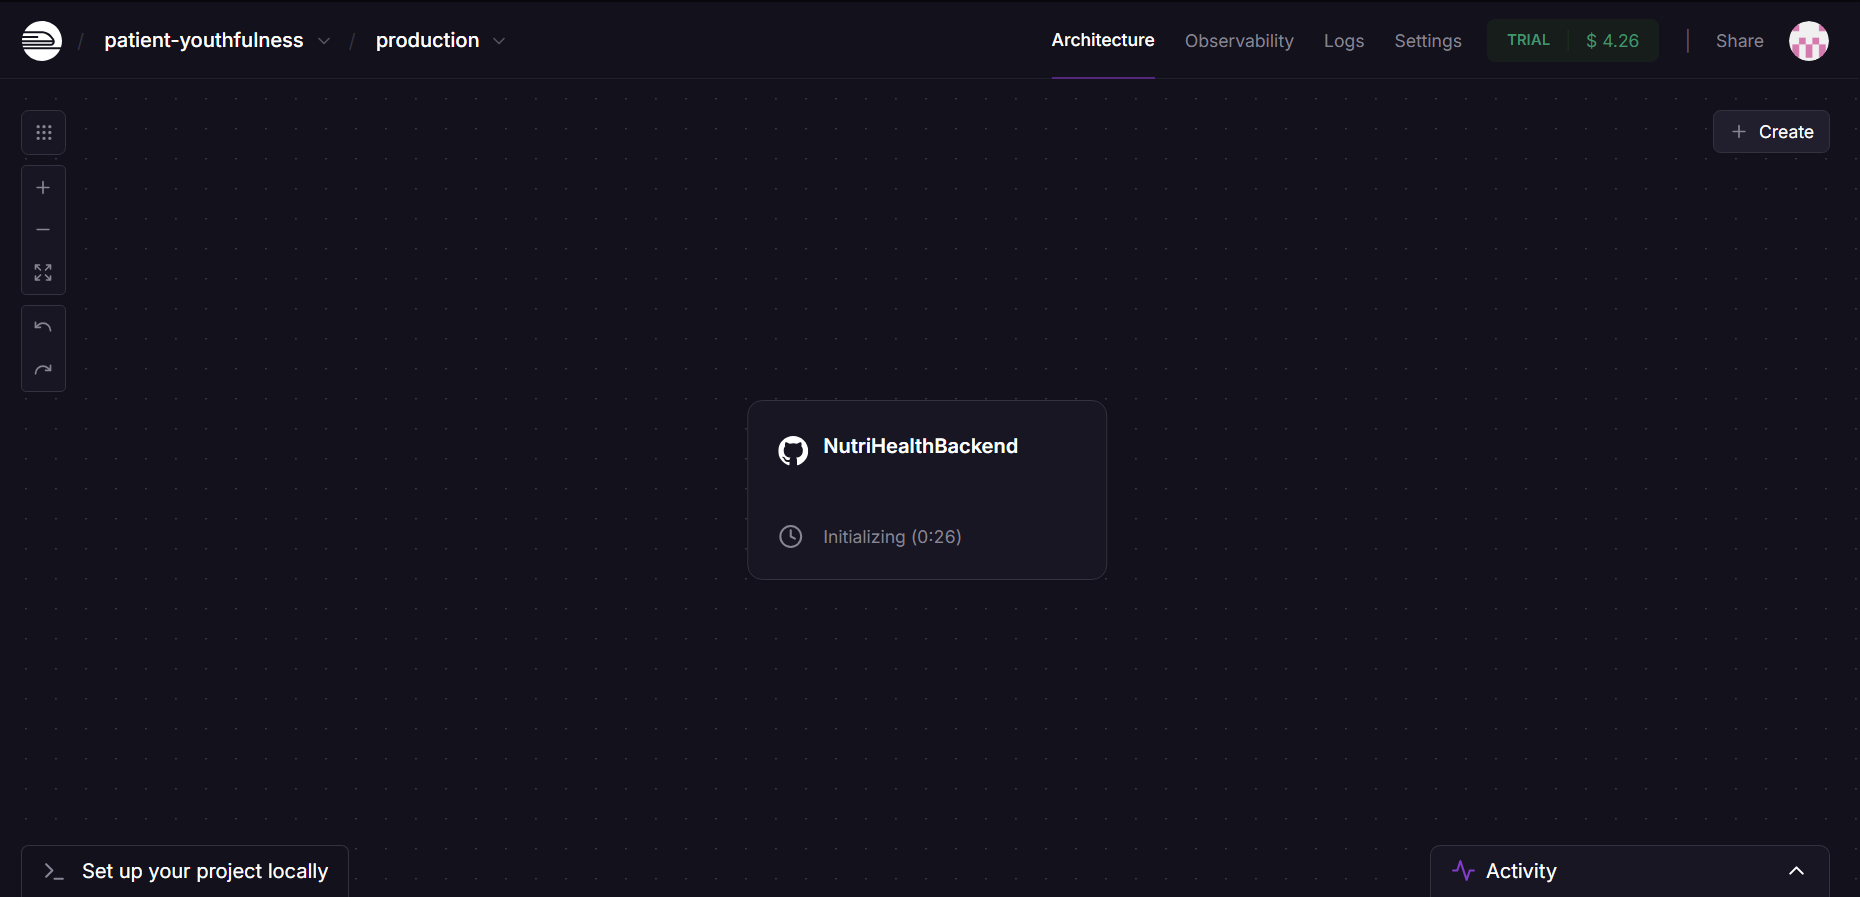 / patient-youthfulness / production
Architecture Observability Logs Settings TRIAL $ 4.26 Share
+ Create
NutriHealthBackend
Initializing (0:26)
Set up your project locally
Activity